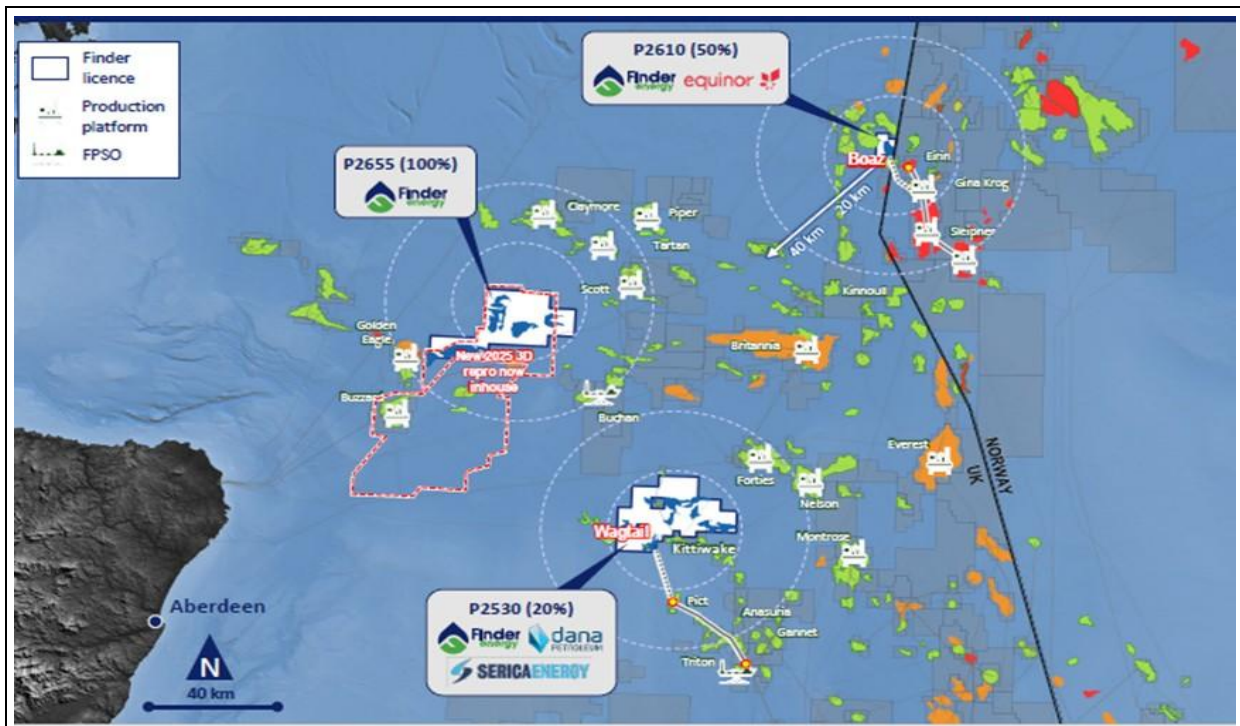 Finder
licence
Production
platform
FPSO
P2610 (50%)
Finder
energy
equinor
P2655 (100%)
Finder
energy
Boaz
Eirin
Gina Krog
Sleipner
20 km
40 km
Claymore
Piper
Tartan
Scott
Kinnoull
Golden
Eagle
New 2025 3D
repro now
inhouse
Britannia
Buzzard
Buchan
Everest
NORWAY
UK
Forties
Nelson
Wagtail
Kittiwake
Montrose
P2530 (20%)
Finder
energy
dana
PETROLEUM
SERICA ENERGY
Pict
Anasuria
Gannet
Triton
Aberdeen
N
40 km